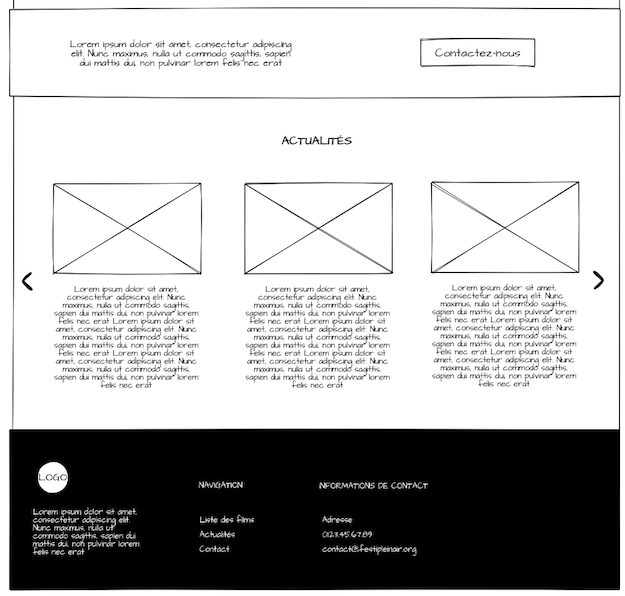 Lorem ipsum dolor sit amet, consectetur adipiscing
elit. Nunc maximus, nulla ut commodo sagittis, sapien
dui mattis dui, non pulvinar lorem felis nec erat
Contactez-nous
ACTUALITÉS
Lorem ipsum dolor sit amet,
consectetur adipiscing elit. Nunc
maximus, nulla ut commodo sagittis,
sapien dui mattis dui, non pulvinar lorem
felis nec erat Lorem ipsum dolor sit
amet, consectetur adipiscing elit. Nunc
maximus, nulla ut commodo sagittis,
sapien dui mattis dui, non pulvinar lorem
felis nec erat Lorem ipsum dolor sit
amet, consectetur adipiscing elit. Nunc
maximus, nulla ut commodo sagittis,
sapien dui mattis dui, non pulvinar lorem
felis nec erat
Lorem ipsum dolor sit amet,
consectetur adipiscing elit. Nunc
maximus, nulla ut commodo sagittis,
sapien dui mattis dui, non pulvinar lorem
felis nec erat Lorem ipsum dolor sit
amet, consectetur adipiscing elit. Nunc
maximus, nulla ut commodo sagittis,
sapien dui mattis dui, non pulvinar lorem
felis nec erat Lorem ipsum dolor sit
amet, consectetur adipiscing elit. Nunc
maximus, nulla ut commodo sagittis,
sapien dui mattis dui, non pulvinar lorem
felis nec erat
Lorem ipsum dolor sit amet,
consectetur adipiscing elit. Nunc
maximus, nulla ut commodo sagittis,
sapien dui mattis dui, non pulvinar lorem
felis nec erat Lorem ipsum dolor sit
amet, consectetur adipiscing elit. Nunc
maximus, nulla ut commodo sagittis,
sapien dui mattis dui, non pulvinar lorem
felis nec erat Lorem ipsum dolor sit
amet, consectetur adipiscing elit. Nunc
maximus, nulla ut commodo sagittis,
sapien dui mattis dui, non pulvinar lorem
felis nec erat
LOGO
Lorem ipsum dolor sit amet,
consectetur adipiscing elit.
Nunc maximus, nulla ut
commodo sagittis, sapien dui
mattis dui, non pulvinar lorem
felis nec erat
NAVIGATION
Liste des films
Actualités
Contact
INFORMATIONS DE CONTACT
Adresse
0123.45.67.89
contact@festipleinair.org